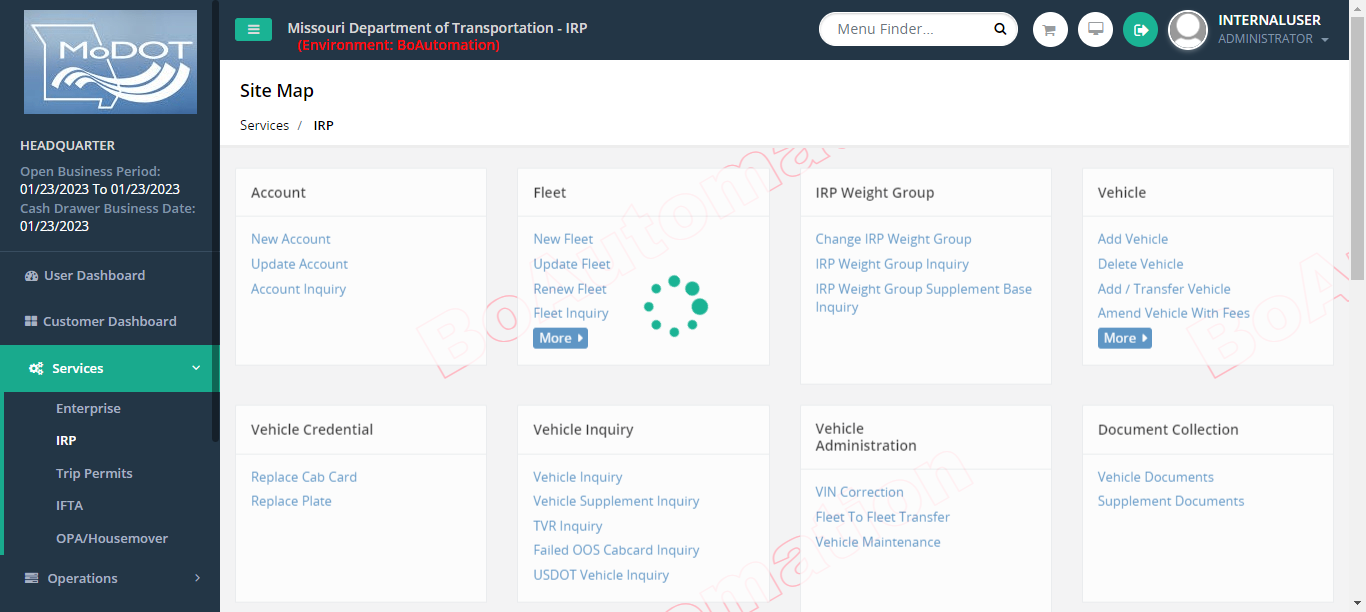 MoDOT
Missouri Department of Transportation - IRP
(Environment: BoAutomation)
Menu Finder...
INTERNALUSER
ADMINISTRATOR
HEADQUARTER
Open Business Period:
01/23/2023 To 01/23/2023
Cash Drawer Business Date:
01/23/2023
User Dashboard
Customer Dashboard
Services
Enterprise
IRP
Trip Permits
IFTA
OPA/Housemover
Operations
Site Map
Services / IRP
Account
New Account
Update Account
Account Inquiry
Fleet
New Fleet
Update Fleet
Renew Fleet
Fleet Inquiry
More
IRP Weight Group
Change IRP Weight Group
IRP Weight Group Inquiry
IRP Weight Group Supplement Base
Inquiry
Vehicle
Add Vehicle
Delete Vehicle
Add / Transfer Vehicle
Amend Vehicle With Fees
More
Vehicle Credential
Replace Cab Card
Replace Plate
Vehicle Inquiry
Vehicle Inquiry
Vehicle Supplement Inquiry
TVR Inquiry
Failed OOS Cabcard Inquiry
USDOT Vehicle Inquiry
Vehicle
Administration
VIN Correction
Fleet To Fleet Transfer
Vehicle Maintenance
Document Collection
Vehicle Documents
Supplement Documents
BoAutoma
BoA
omation